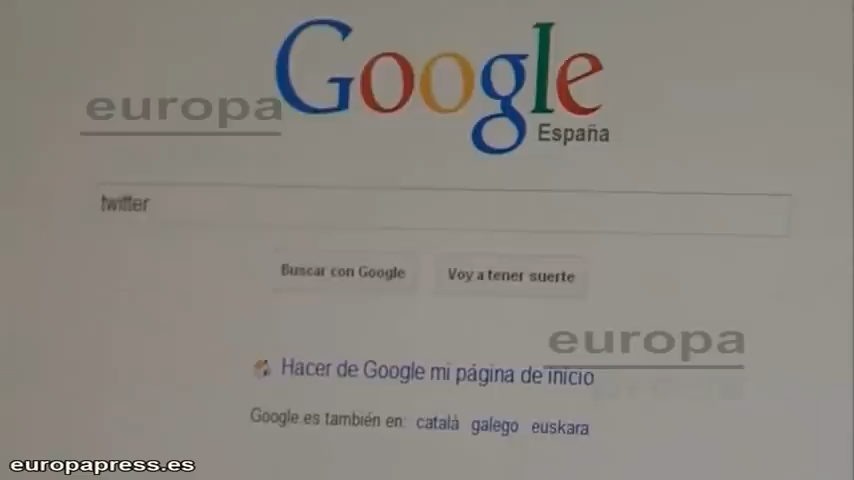 Google
España
europa
twitter
Buscar con Google Voy a tener suerte
europa
press
Hacer de Google mi página de inicio
Google.es también en: català galego euskara
europapress.es